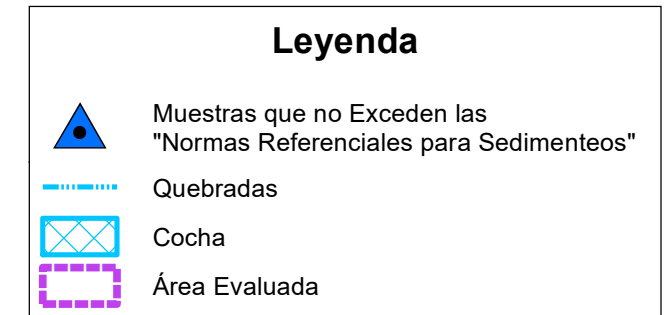 Leyenda
Muestras que no Exceden las
"Normas Referenciales para Sedimenteos"
Quebradas
Cocha
Área Evaluada